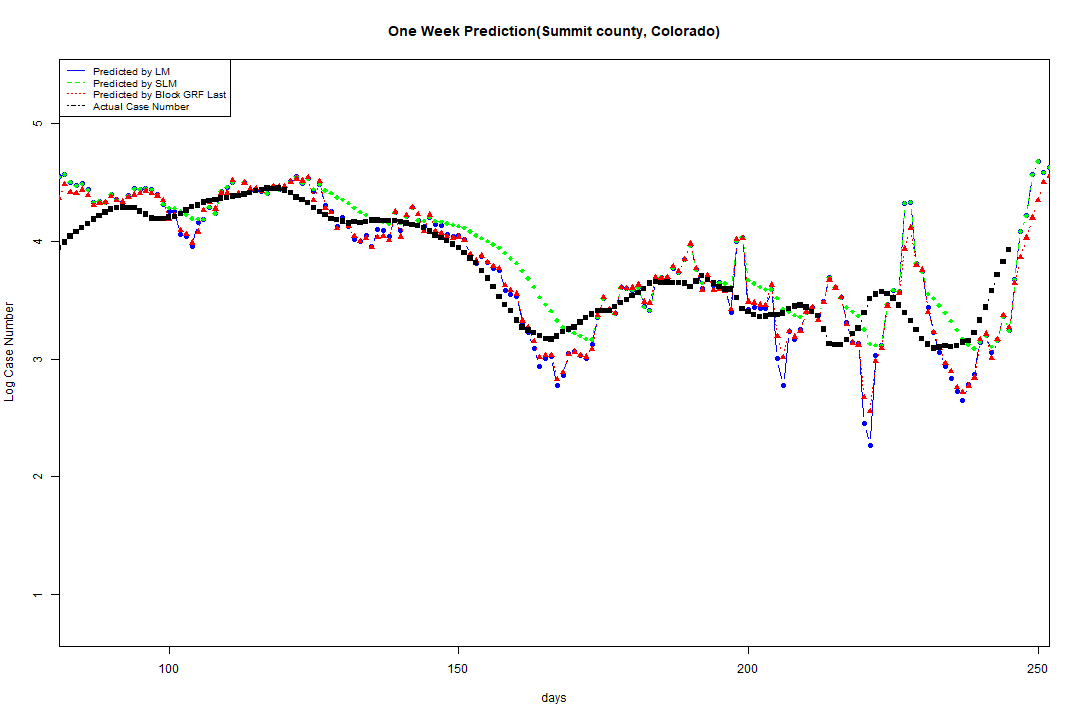 One Week Prediction(Summit county, Colorado)
Predicted by LM
Predicted by SLM
Predicted by Block GRF Last
Actual Case Number
5
4
3
2
1
Log Case Number
100 150 200 250
days